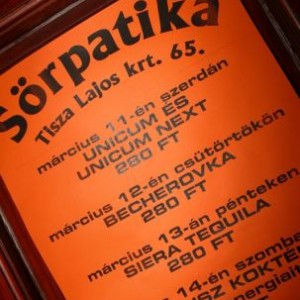 Sörpatika
Tisza Lajos krt. 65.
március 11-én szerdán
UNICUM ÉS
UNICUM NEXT
280 FT
március 12-én csütörtökön
BECHEROVKA
280 FT
március 13-án pénteken
SIERA TEQUILA
280 FT
14-én szomba
KOKTÉ